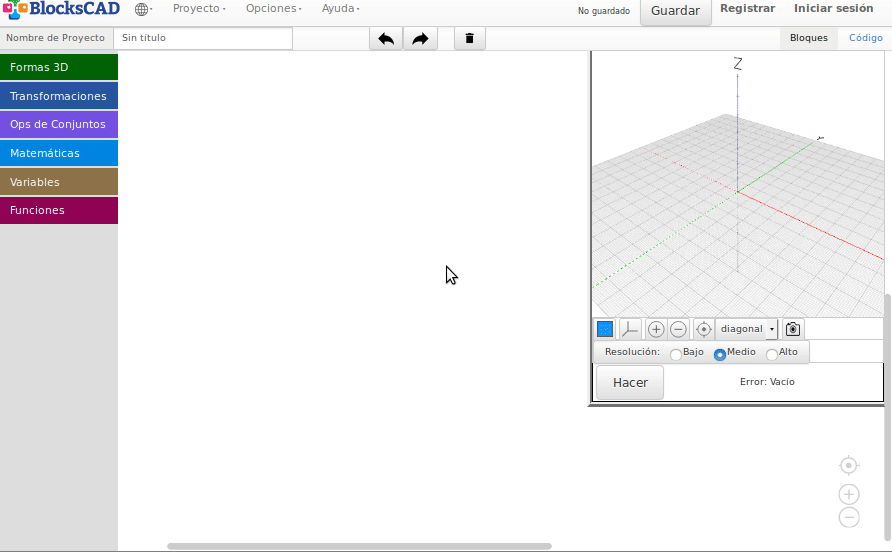 BlocksCAD Proyecto Opciones Ayuda No guardado Guardar Registrar Iniciar sesión
Nombre de Proyecto Sin título Bloques Código
Formas 3D
Transformaciones
Ops de Conjuntos
Matemáticas
Variables
Funciones
Z
diagonal
Resolución: Bajo Medio Alto
Hacer Error: Vacío